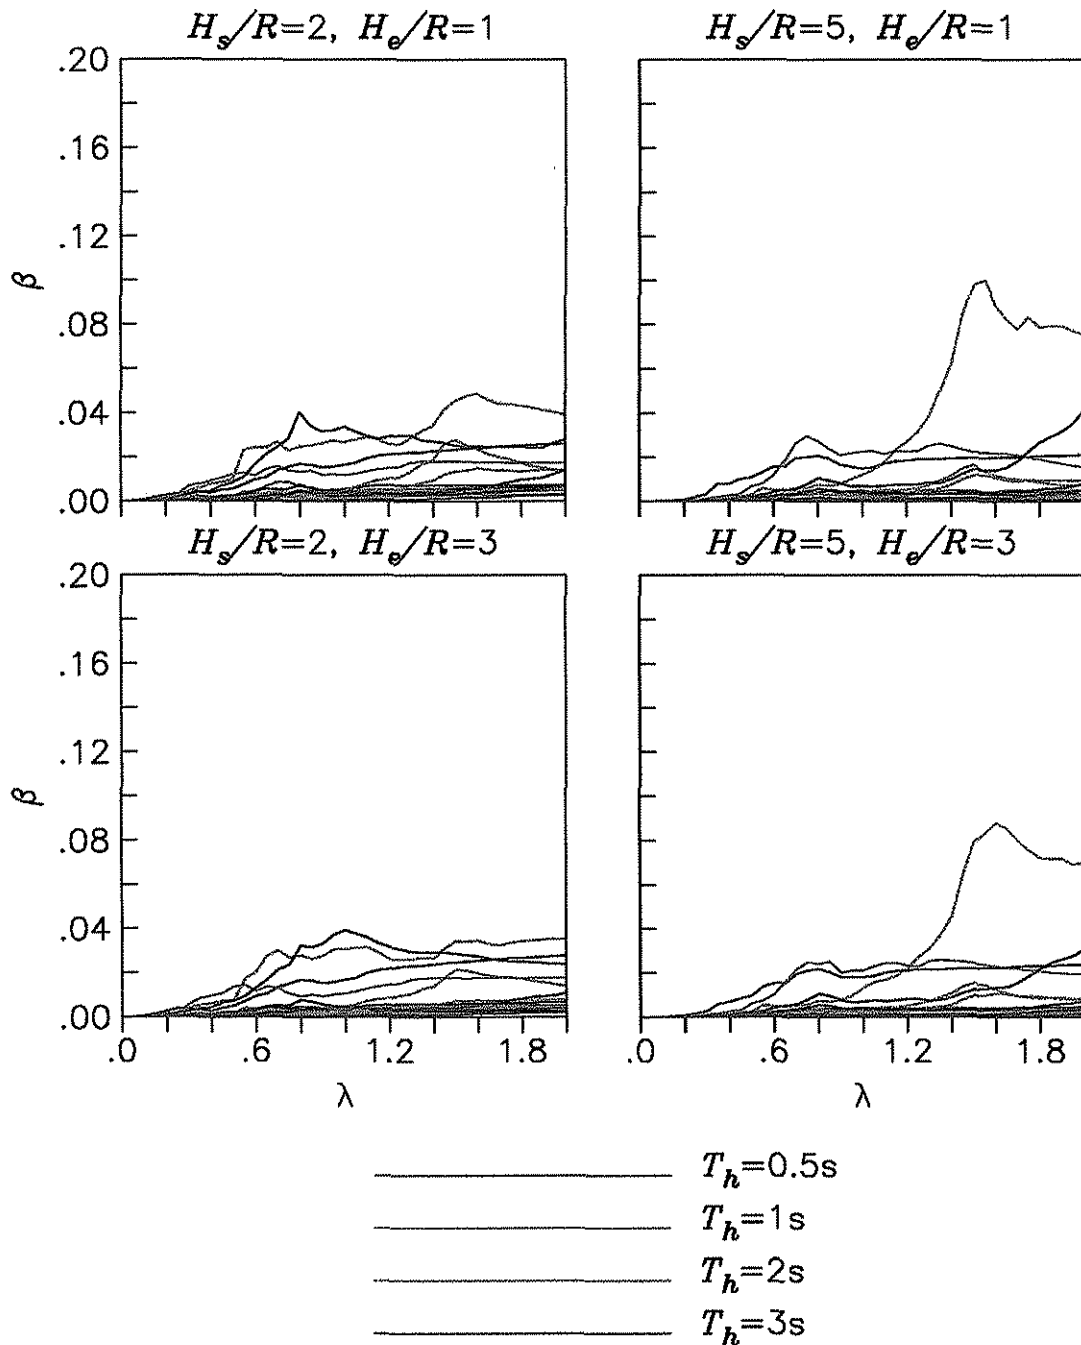 H_s/R=2, H_e/R=1
H_s/R=5, H_e/R=1
.20
.16
.12
β
.08
.04
.00
H_s/R=2, H_e/R=3
H_s/R=5, H_e/R=3
.20
.16
.12
β
.08
.04
.00
.0 .6 1.2 1.8
.0 .6 1.2 1.8
λ
λ
T_h=0.5s
T_h=1s
T_h=2s
T_h=3s